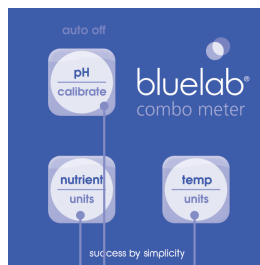 auto off
pH
calibrate
bluelab®
combo meter
nutrient
units
temp
units
success by simplicity